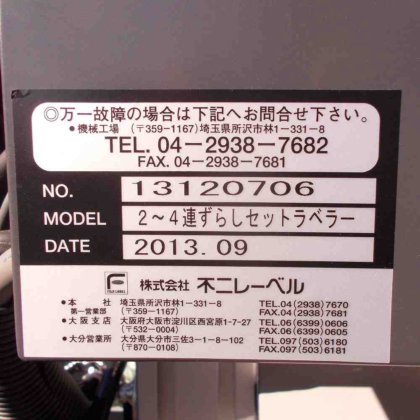 ◎万一故障の場合は下記へお問合せ下さい。
●機械工場 (〒359-1167)埼玉県所沢市林1-331-8
TEL. 04-2938-7682
FAX. 04-2938-7681
NO. 13120706
MODEL 2~4連ずらしセットラベラー
DATE 2013.09
株式会社 不二レーベル
●本社 埼玉県所沢市林1-331-8 TEL.04(2938)7670
第一営業部 (〒359-1167) FAX.04(2938)7681
●大阪支店 大阪府大阪市淀川区西宮原1-7-27 TEL.06(6399)0606
(〒532-0004) FAX.06(6399)0605
●大分営業所 大分県大分市三佐3-1-8-102 TEL.097(503)6180
(〒870-0108) FAX.097(503)6181